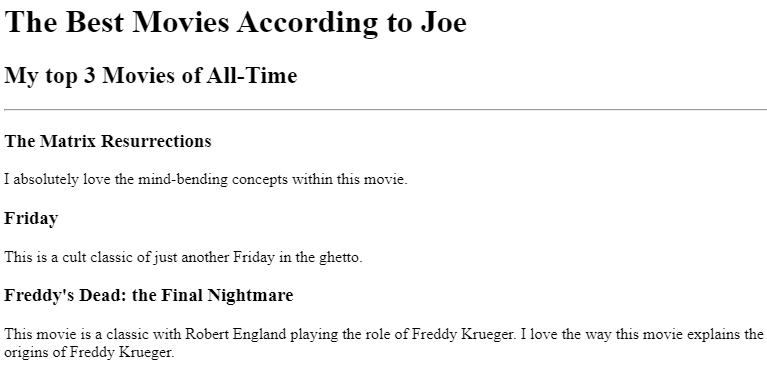 The Best Movies According to Joe
My top 3 Movies of All-Time
The Matrix Resurrections
I absolutely love the mind-bending concepts within this movie.
Friday
This is a cult classic of just another Friday in the ghetto.
Freddy's Dead: the Final Nightmare
This movie is a classic with Robert England playing the role of Freddy Krueger. I love the way this movie explains the
origins of Freddy Krueger.